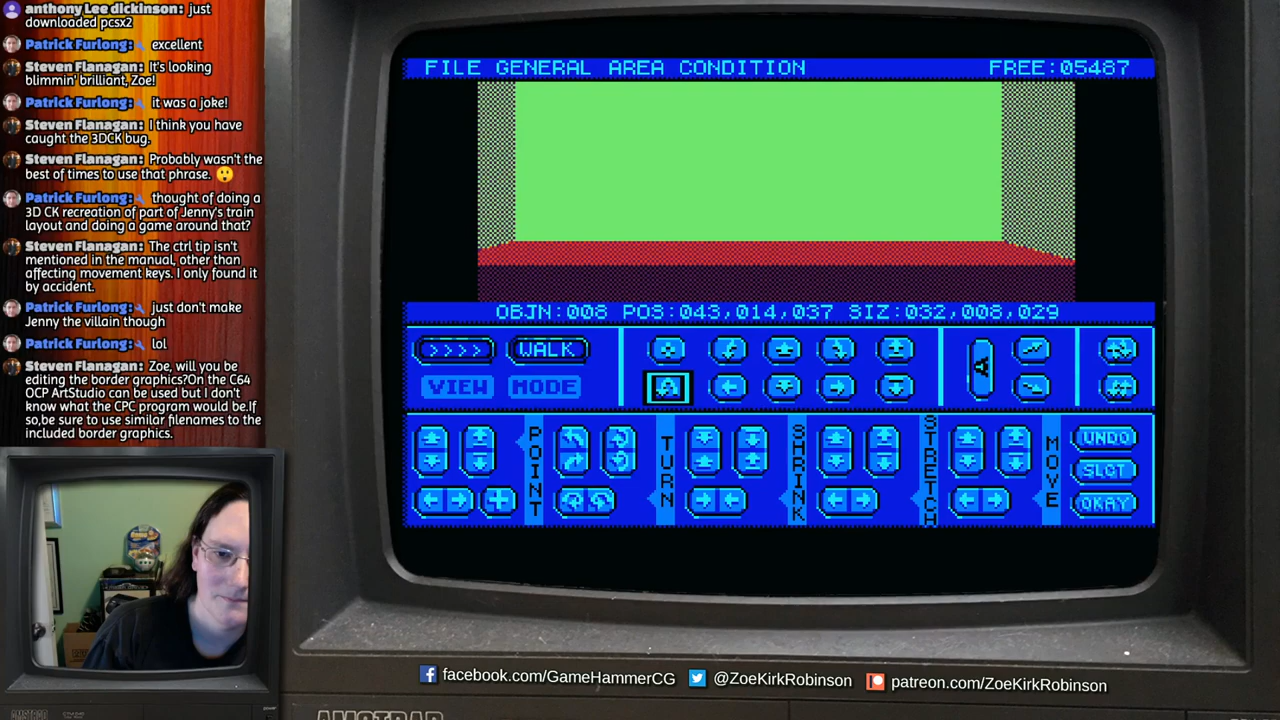 anthony Lee dickinson: just
downloaded pcsx2
Patrick Furlong: excellent
Steven Flanagan: It's looking
blimmin' brilliant, Zoe!
Patrick Furlong: it was a joke!
Steven Flanagan: I think you have
caught the 3DCK bug.
Steven Flanagan: Probably wasn't the
best of times to use that phrase. 😲
Patrick Furlong: thought of doing a
3D CK recreation of part of Jenny's train
layout and doing a game around that?
Steven Flanagan: The ctrl tip isn't
mentioned in the manual, other than
affecting movement keys. I only found it
by accident.
Patrick Furlong: just don't make
Jenny the villain though
Patrick Furlong: lol
Steven Flanagan: Zoe, will you be
editing the border graphics?On the C64
OCP ArtStudio can be used but I don't
know what the CPC program would be.If
so,be sure to use similar filenames to the
included border graphics.
FILE GENERAL AREA CONDITION FREE:05487
OBJN:008 POS:043,014,037 SIZ:032,008,029
>>>> WALK
VIEW MODE
POINT
TURN
SHRINK
STRETCH
MOVE
UNDO
SLCT
OKAY
facebook.com/GameHammerCG @ZoeKirkRobinson patreon.com/ZoeKirkRobinson
AMSTRAD